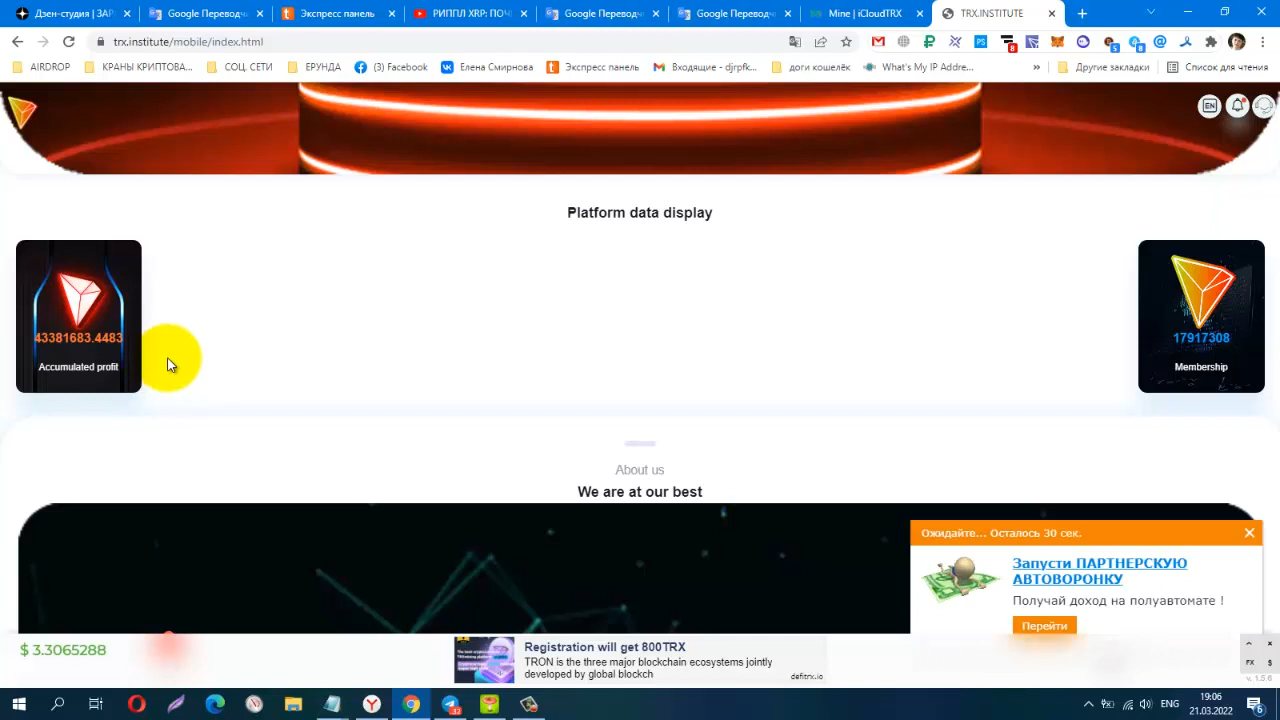 Дзен-студия | ЗАР
Google Переводч
Экспресс панель
РИППЛ XRP: ПОЧ
Google Переводч
Google Переводч
Mine | iCloudTRX
TRX.INSTITUTE
trx.institute/mobile/index.html
AIRDROP
КРАНЫ КРИПТОВА...
СОЦ. СЕТИ
ЕРУНДА
(3) Facebook
Елена Смирнова
Экспресс панель
Входящие - djrpfk...
доги кошелёк
What's My IP Addre...
»
Другие закладки
Список для чтения
EN
Platform data display
43381683.4483
Accumulated profit
17917308
Membership
About us
We are at our best
Ожидайте... Осталось 30 сек.
Запусти ПАРТНЕРСКУЮ
АВТОВОРОНКУ
Получай доход на полуавтомате !
Перейти
$ 3.3065288
Registration will get 800TRX
TRON is the three major blockchain ecosystems jointly
developed by global blockch
defitrx.io
FX $
v. 1.5.6
ENG
19:06
21.03.2022